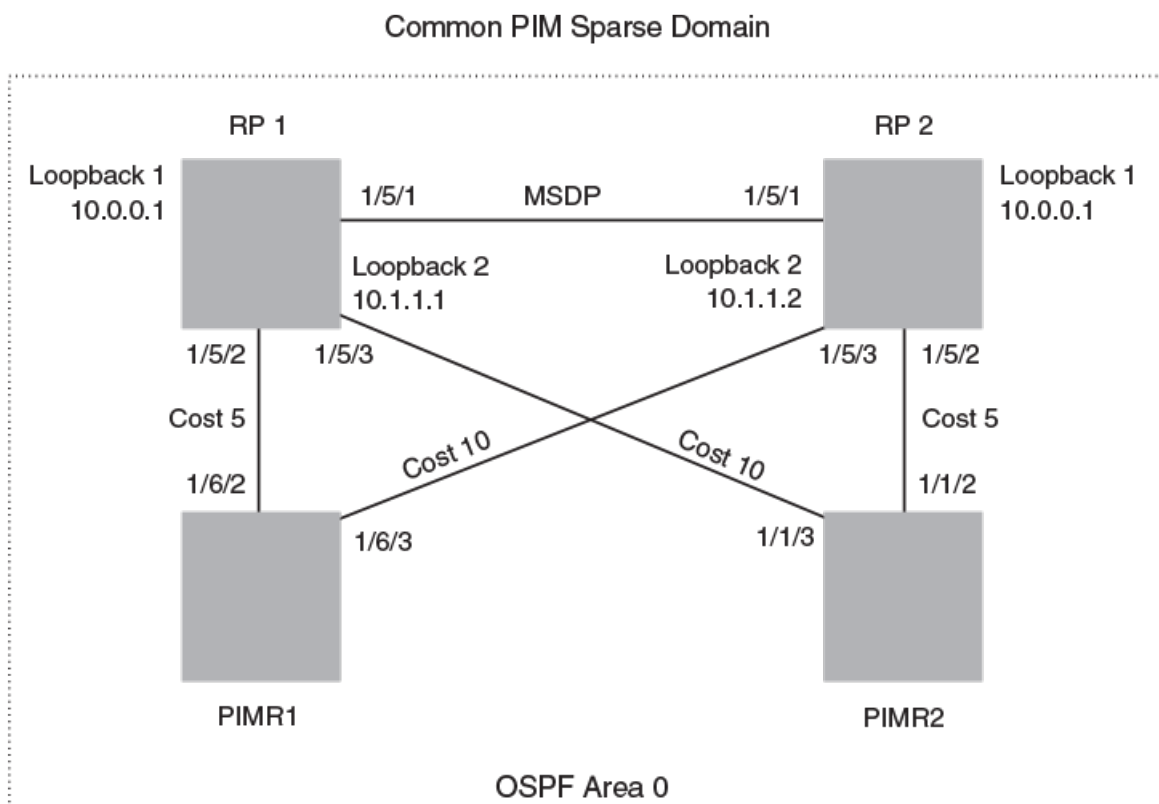 Common PIM Sparse Domain
RP 1
RP 2
Loopback 1
10.0.0.1
1/5/1
MSDP
1/5/1
Loopback 1
10.0.0.1
Loopback 2
10.1.1.1
Loopback 2
10.1.1.2
1/5/2
1/5/3
1/5/3
1/5/2
Cost 5
Cost 10
Cost 10
Cost 5
1/6/2
1/1/2
1/6/3
1/1/3
PIMR1
PIMR2
OSPF Area 0